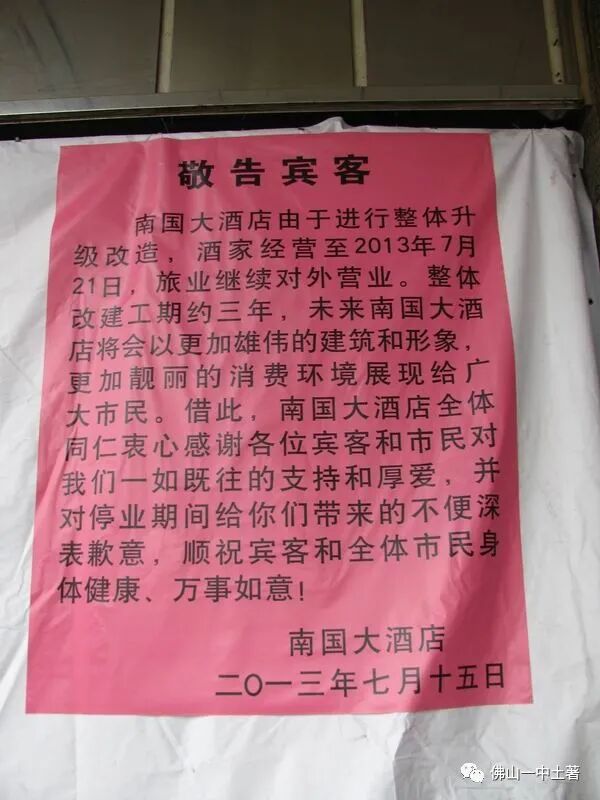 敬告宾客
南国大酒店由于进行整体升
级改造，酒家经营至2013年7月
21日，旅业继续对外营业。整体
改建工期约三年，未来南国大酒
店将会以更加雄伟的建筑和形象，
更加靓丽的消费环境展现给广
大市民。借此，南国大酒店全体
同仁衷心感谢各位宾客和市民对
我们一如既往的支持和厚爱，并
对停业期间给你们带来的不便深
表歉意，顺祝宾客和全体市民身
体健康、万事如意！
南国大酒店
二〇一三年七月十五日
佛山一中土著